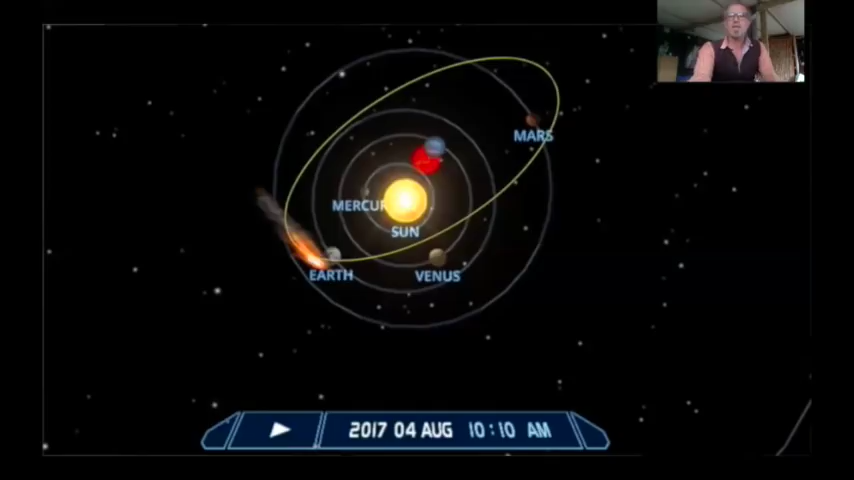 MARS
MERCUR
SUN
EARTH
VENUS
2017 04 AUG 10:10 AM